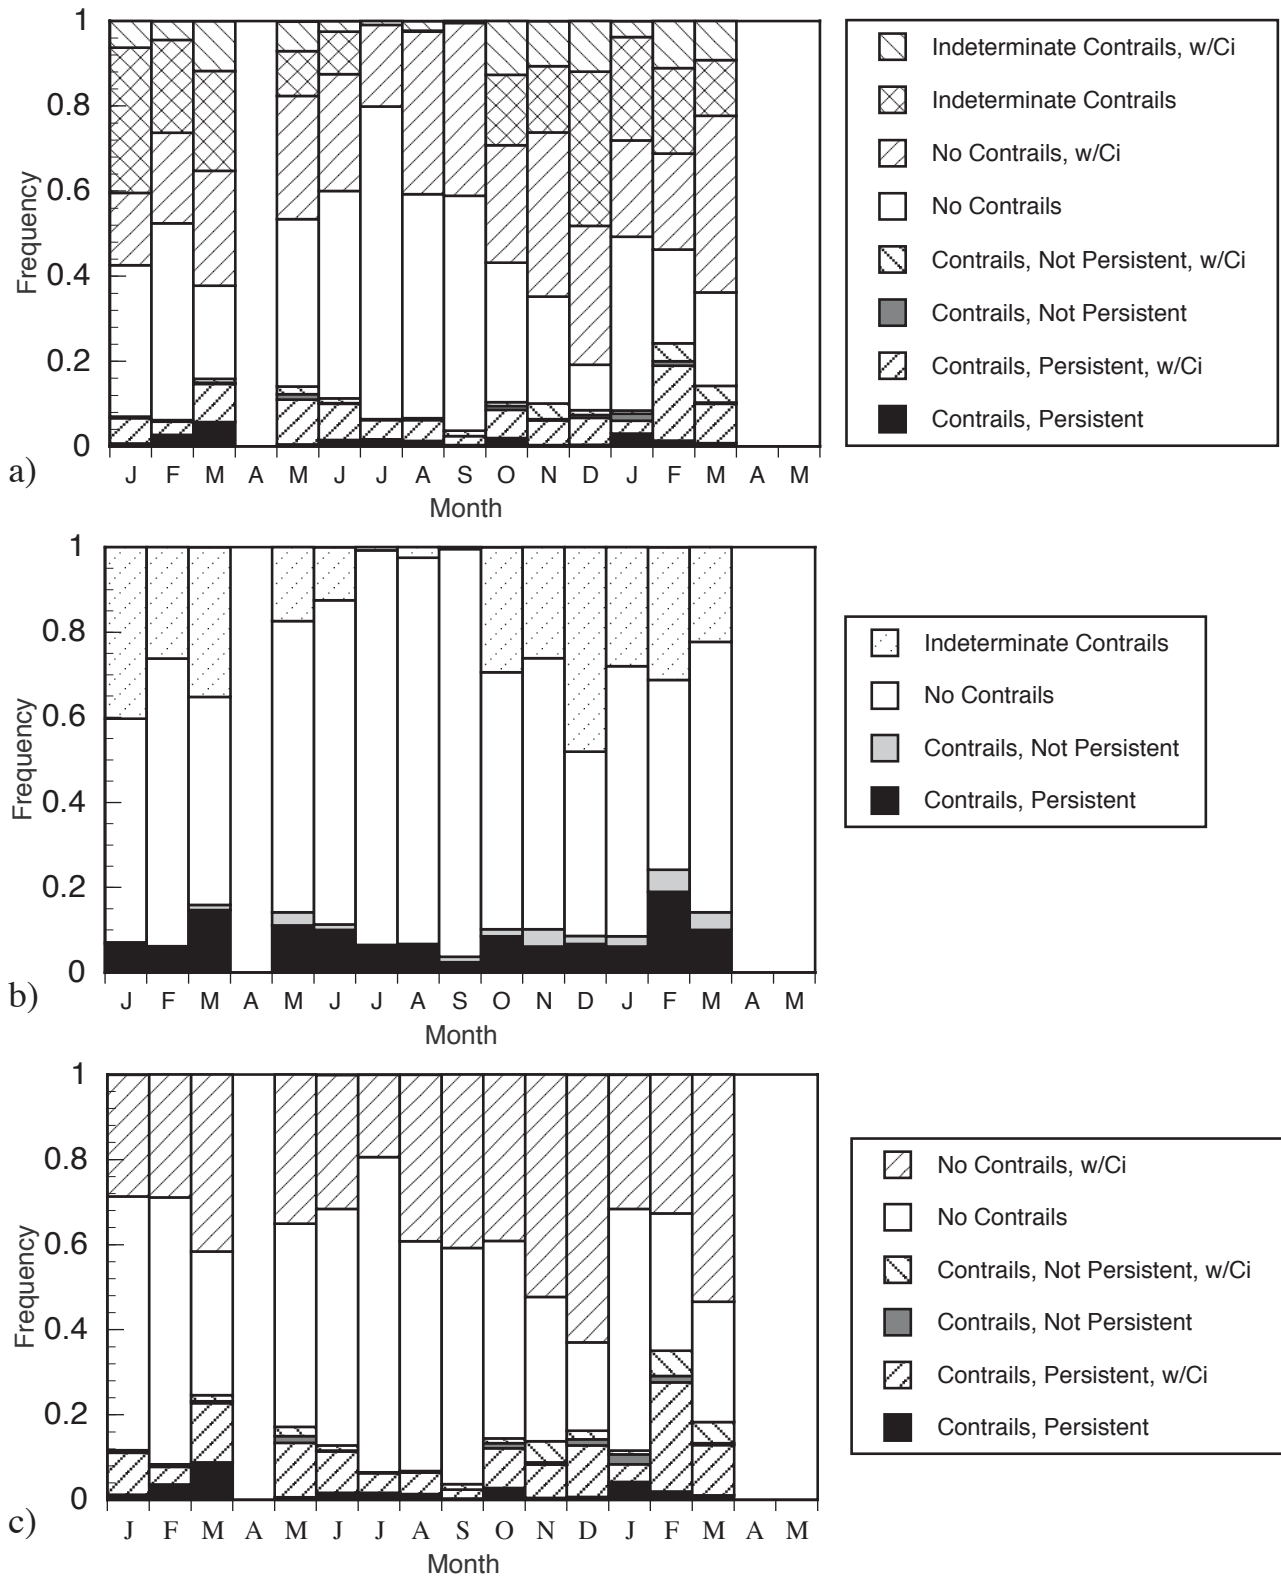 1
0.8
0.6
0.4
0.2
0
Frequency
J F M A M J J A S O N D J F M A M
Month
a)
Indeterminate Contrails, w/Ci
Indeterminate Contrails
No Contrails, w/Ci
No Contrails
Contrails, Not Persistent, w/Ci
Contrails, Not Persistent
Contrails, Persistent, w/Ci
Contrails, Persistent
1
0.8
0.6
0.4
0.2
0
Frequency
J F M A M J J A S O N D J F M A M
Month
b)
Indeterminate Contrails
No Contrails
Contrails, Not Persistent
Contrails, Persistent
1
0.8
0.6
0.4
0.2
0
Frequency
J F M A M J J A S O N D J F M A M
Month
c)
No Contrails, w/Ci
No Contrails
Contrails, Not Persistent, w/Ci
Contrails, Not Persistent
Contrails, Persistent, w/Ci
Contrails, Persistent